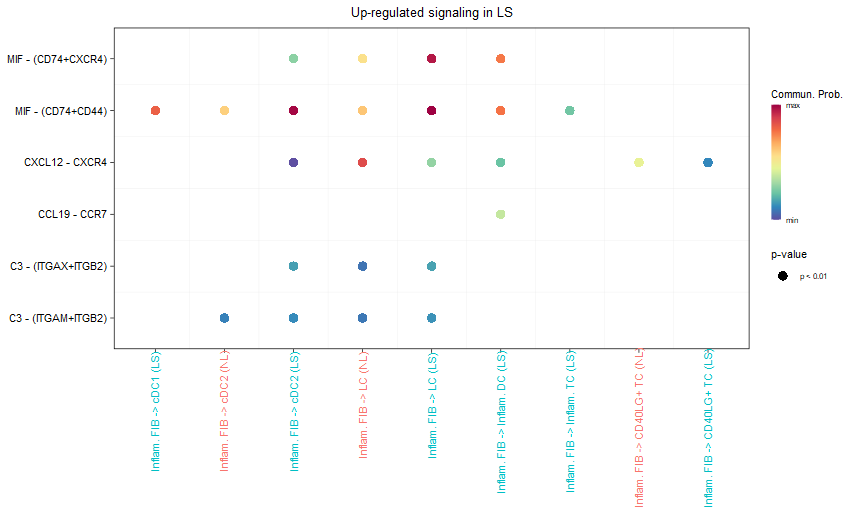 Up-regulated signaling in LS
MIF - (CD74+CXCR4)
MIF - (CD74+CD44)
CXCL12 - CXCR4
CCL19 - CCR7
C3 - (ITGAX+ITGB2)
C3 - (ITGAM+ITGB2)
Inflam. FIB -> cDC1 (LS)
Inflam. FIB -> cDC2 (NL)
Inflam. FIB -> cDC2 (LS)
Inflam. FIB -> LC (NL)
Inflam. FIB -> LC (LS)
Inflam. FIB -> Inflam. DC (LS)
Inflam. FIB -> Inflam. TC (LS)
Inflam. FIB -> CD40LG+ TC (NL)
Inflam. FIB -> CD40LG+ TC (LS)
Commun. Prob.
max
min
p-value
p < 0.01